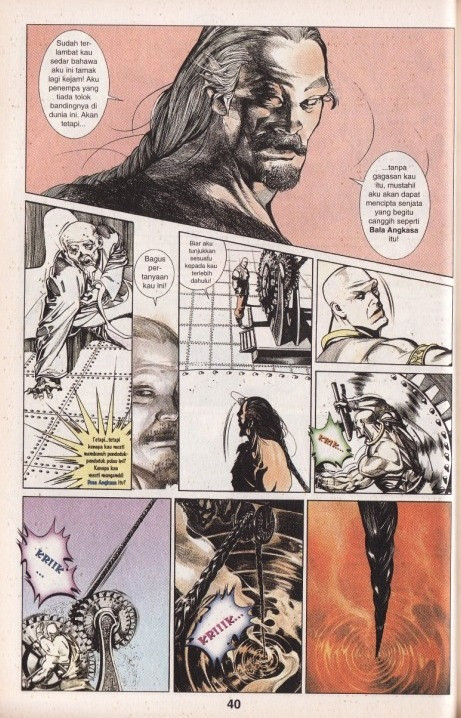 Sudah ter-
lambat kau
sedar bahawa
aku ini tamak
lagi kejam! Aku
penempa yang
tiada tolok
bandingnya di
dunia ini. Akan
tetapi...
...tanpa
gagasan kau
itu, mustahil
aku akan dapat
mencipta senjata
yang begitu
canggih seperti
Bala Angkasa
itu!
Tetapi...tetapi
kenapa kau mesti
membunuh penduduk-
penduduk pulau ini?
Kenapa kau
mesti mengambil
Dewa Angkasa itu?
Bagus
per-
tanyaan
kau ini!
Biar aku
tunjukkan
sesuatu
kepada kau
terlebih
dahulu!
KRIK...
KRIIK
...
KRIIIK...
40